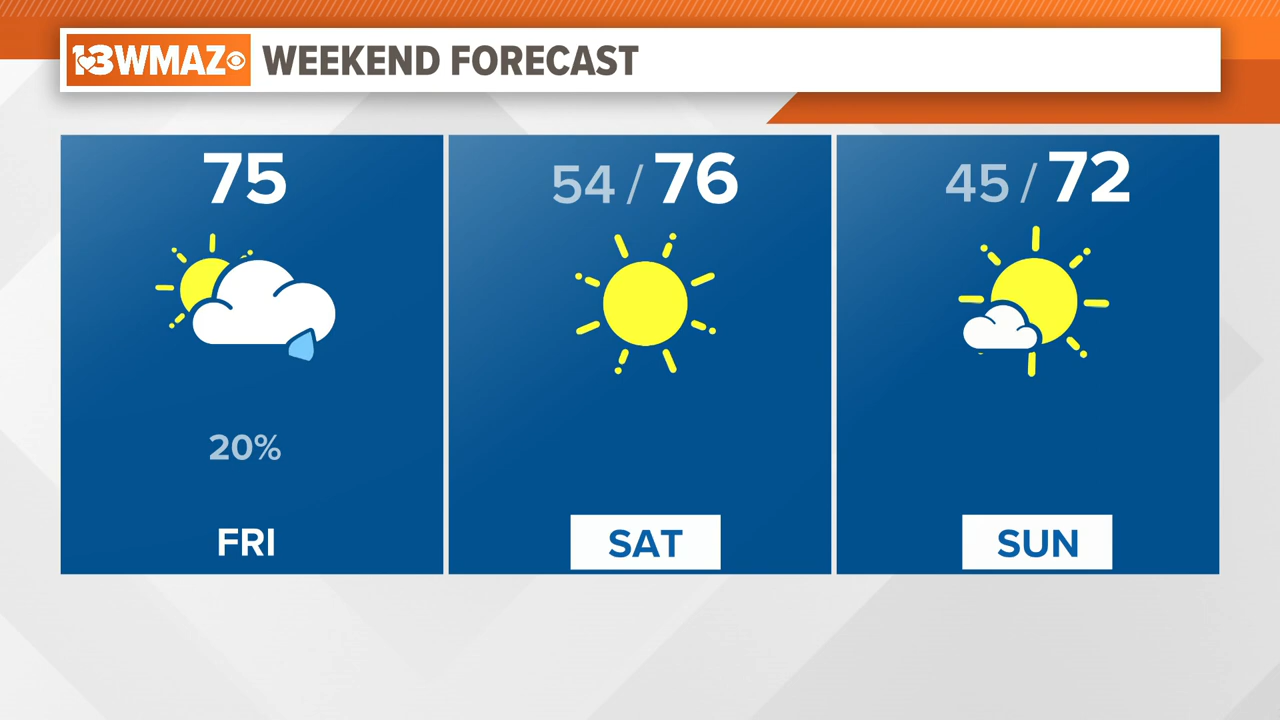 13WMAZ WEEKEND FORECAST
75
54 / 76
45 / 72
20%
FRI
SAT
SUN